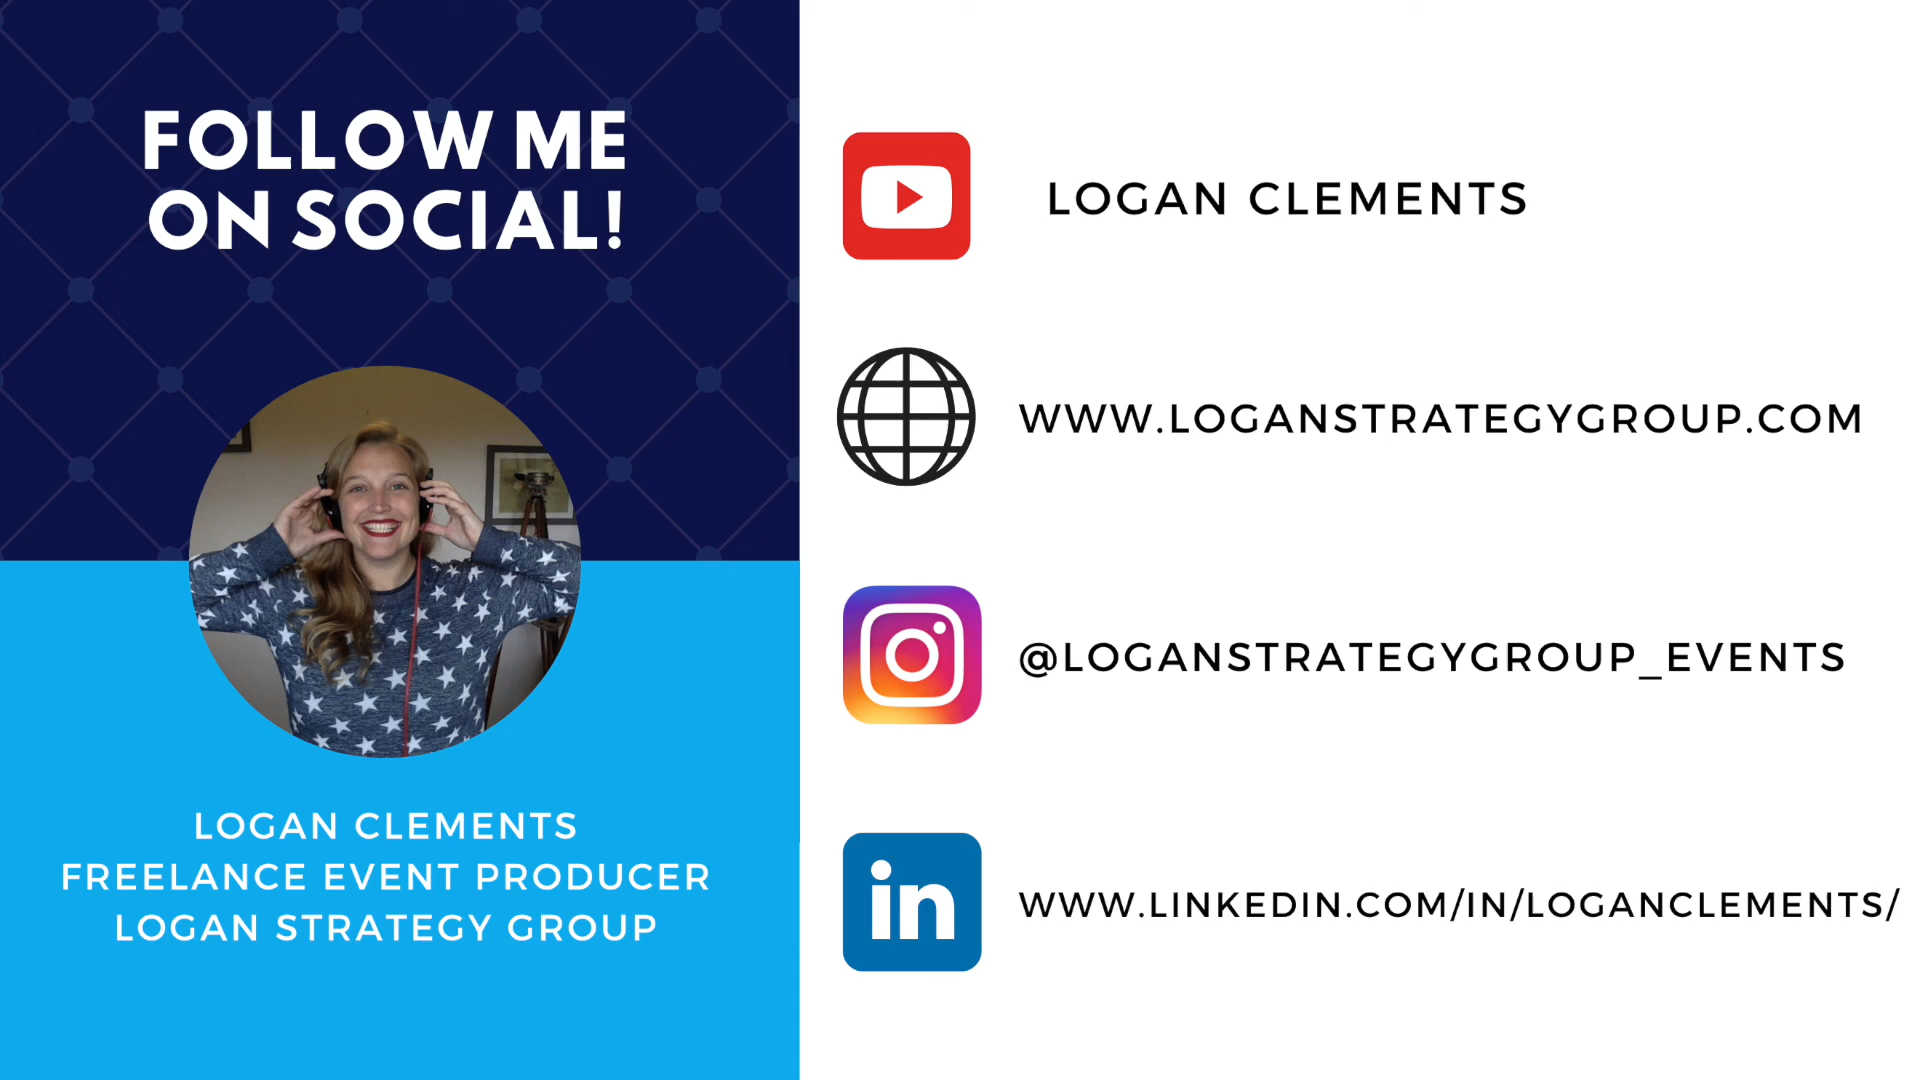 FOLLOW ME
ON SOCIAL!
LOGAN CLEMENTS
FREELANCE EVENT PRODUCER
LOGAN STRATEGY GROUP
LOGAN CLEMENTS
WWW.LOGANSTRATEGYGROUP.COM
@LOGANSTRATEGYGROUP_EVENTS
in
WWW.LINKEDIN.COM/IN/LOGANCLEMENTS/